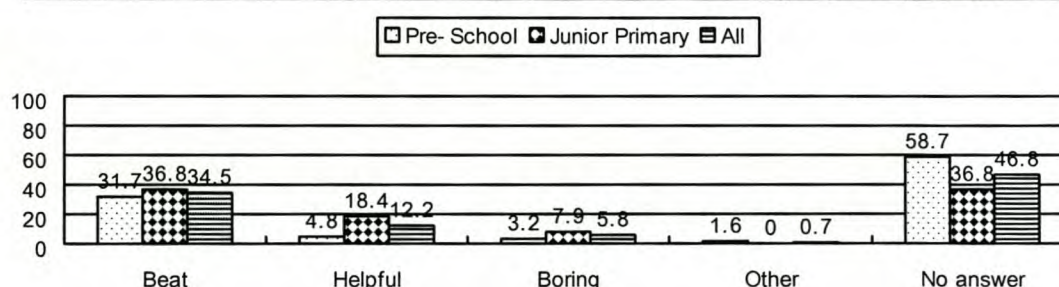 Pre- School Junior Primary All
100
80
60
40
20
0
31.7 36.8 34.5
4.8 18.4 12.2
3.2 7.9 5.8
1.6 0 0.7
58.7 36.8 46.8
Beat Helpful Boring Other No answer